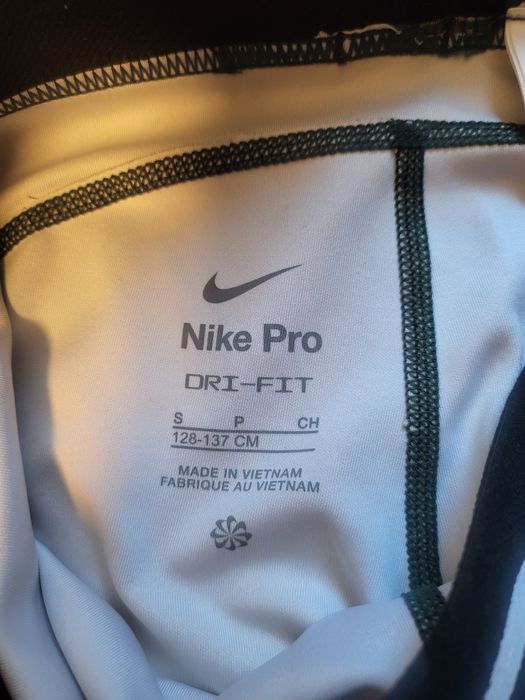 Nike Pro
DRI-FIT
S P CH
128-137 CM
MADE IN VIETNAM
FABRIQUE AU VIETNAM